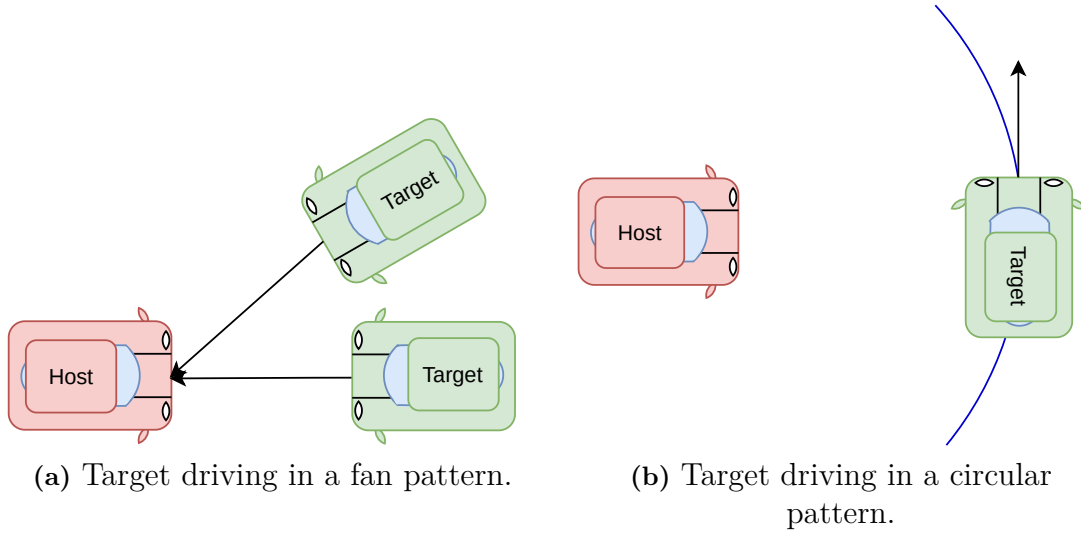 Target
Host
Target
Host
Target
(a) Target driving in a fan pattern.
(b) Target driving in a circular
pattern.